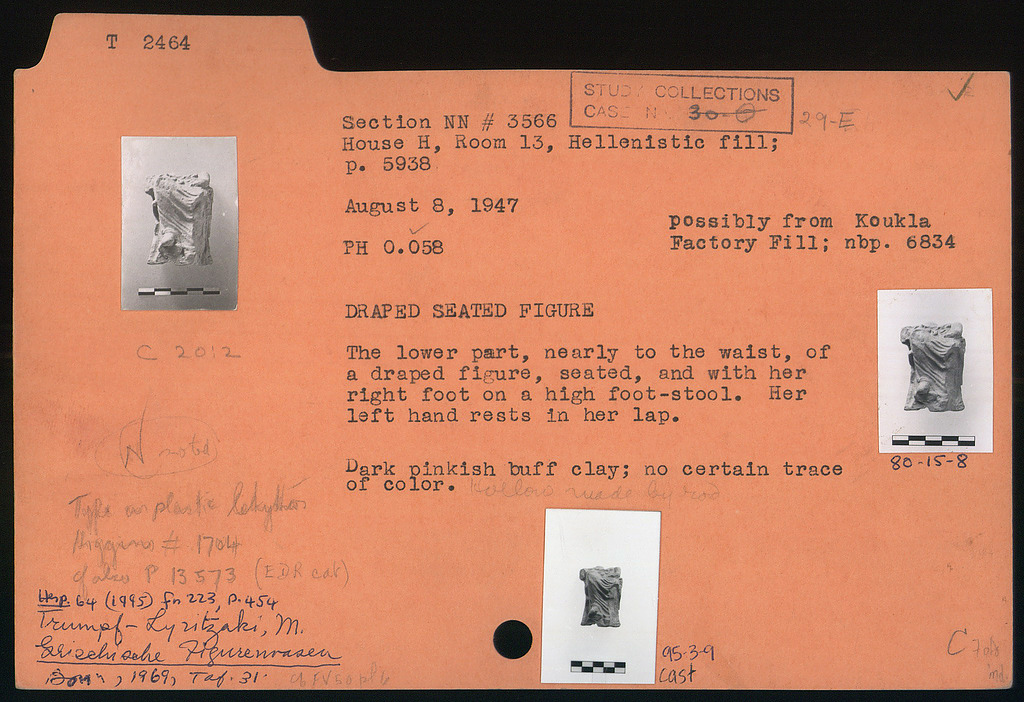 T 2464
STUDY COLLECTIONS
CASE N 30-0
29-E
Section NN # 3566
House H, Room 13, Hellenistic fill;
p. 5938
August 8, 1947
possibly from Koukla
Factory Fill; nbp. 6834
PH 0.058
DRAPED SEATED FIGURE
C 2012
The lower part, nearly to the waist, of
a draped figure, seated, and with her
right foot on a high foot-stool. Her
left hand rests in her lap.
80-15-8
Dark pinkish buff clay; no certain trace
of color. Hollow made by rod
N noted
Type as plastic lekythos
Higgins # 1704
cf also P 13573 (EDR cat)
Hesp. 64 (1995) fn 223, p. 454
Trumpf-Lyritzaki, M.
Griechische Figurenvasen
Bonn, 1969, Taf. 31.
95-3-9
cast
C
ind.